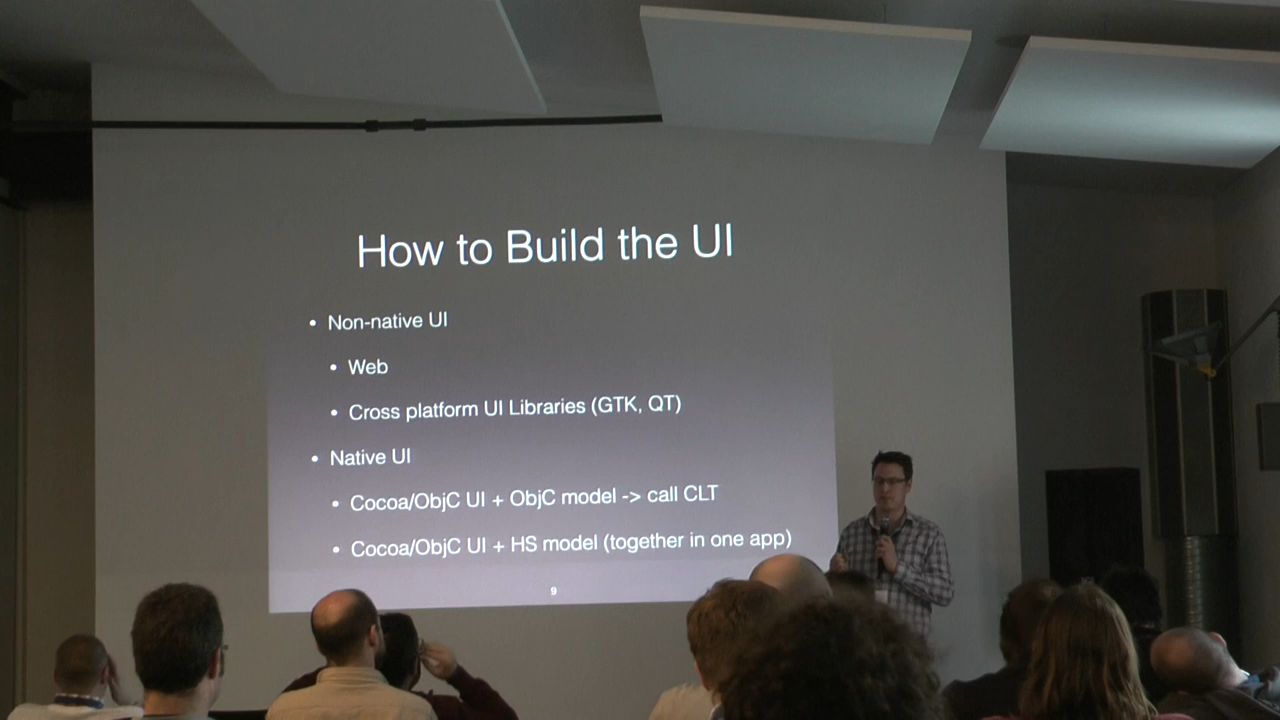 How to Build the UI
• Non-native UI
• Web
• Cross platform UI Libraries (GTK, QT)
• Native UI
• Cocoa/ObjC UI + ObjC model -> call CLT
• Cocoa/ObjC UI + HS model (together in one app)
9